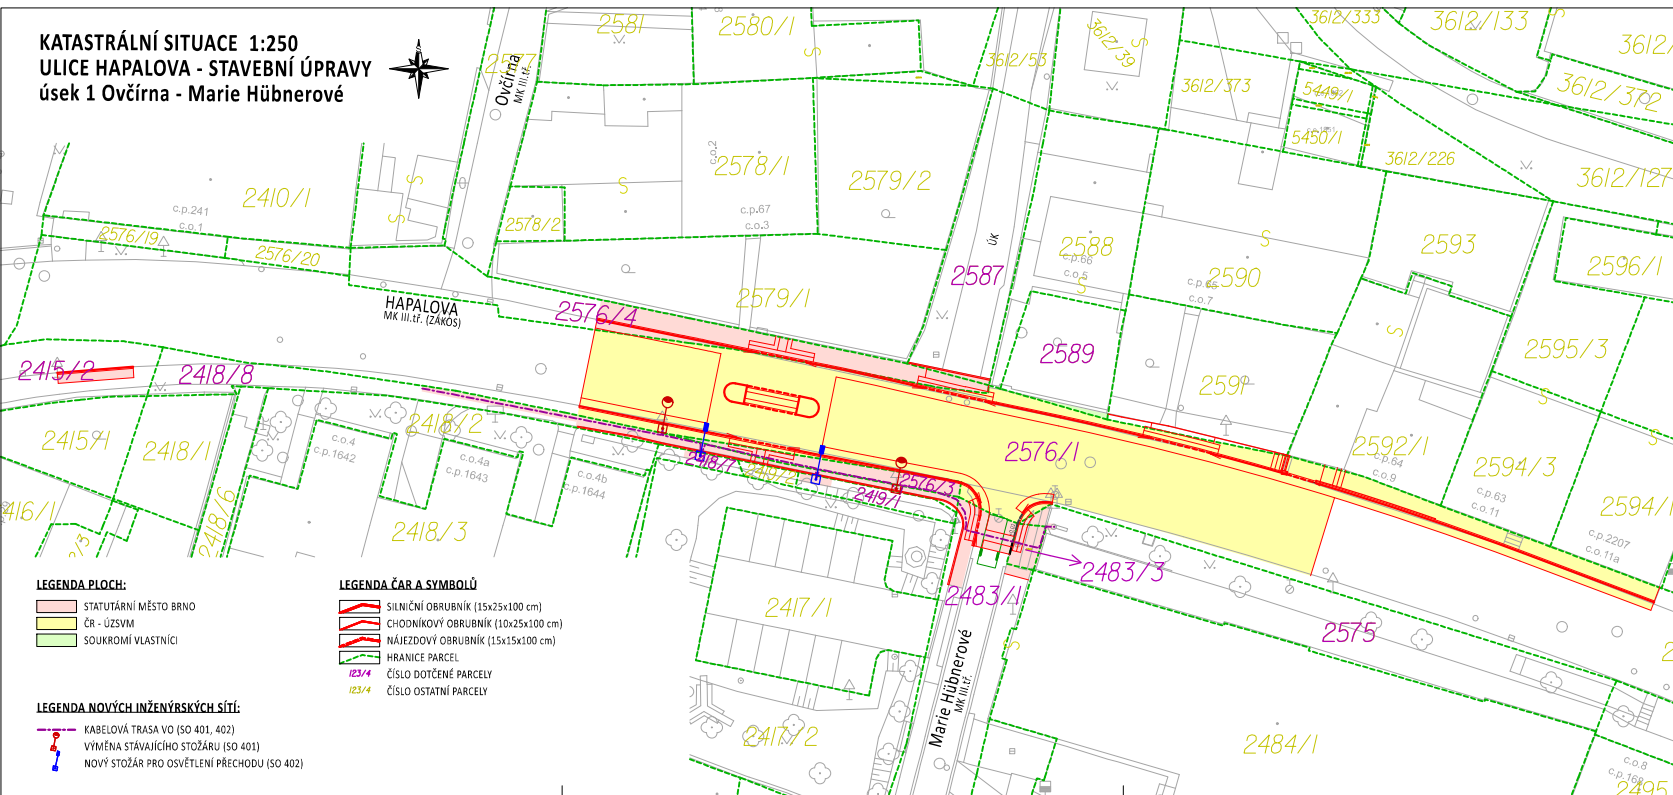 KATASTRÁLNÍ SITUACE 1:250
ULICE HAPALOVA - STAVEBNÍ ÚPRAVY
úsek 1 Ovčírna - Marie Hübnerové
2577
Ovčírna
MK III.tř.
2581
2580/1
S
3612/53
3612/39
S
3612/333
3612/133
S
3612/373
5449/1
5450/1
3612/372
3612/226
3612/127
2410/1
c.p.241
c.o.1
S
S
2576/19
2576/20
2578/2
S
c.o.2
2578/1
c.p.67
c.o.3
2579/2
2579/1
ÚK
2587
2588
c.p.66
c.o.5
S
S
2590
c.p.65
c.o.7
2593
2596/1
HAPALOVA
MK III.tř. (ZÁKOS)
2576/4
2589
2591
S
2595/3
S
2415/2
2418/8
2415/1
2418/1
2418/2
c.o.4
c.p.1642
c.o.4a
c.p.1643
c.o.4b
c.p.1644
2418/7
2419/1
2576/3
2576/1
2592/1
c.p.64
c.o.9
2594/3
S
c.p.63
c.o.11
2594/1
c.p.2207
c.o.11a
2418/6
2418/3
2417/1
2483/1
2483/3
2575
S
Marie Hübnerové
MK III.tř.
2417/2
2484/1
c.o.8
2495
LEGENDA PLOCH:
STATUTÁRNÍ MĚSTO BRNO
ČR - ÚZSVM
SOUKROMÍ VLASTNÍCI
LEGENDA ČAR A SYMBOLŮ
SILNIČNÍ OBRUBNÍK (15x25x100 cm)
CHODNÍKOVÝ OBRUBNÍK (10x25x100 cm)
NÁJEZDOVÝ OBRUBNÍK (15x15x100 cm)
HRANICE PARCEL
123/4 ČÍSLO DOTČENÉ PARCELY
123/4 ČÍSLO OSTATNÍ PARCELY
LEGENDA NOVÝCH INŽENÝRSKÝCH SÍTÍ:
KABELOVÁ TRASA VO (SO 401, 402)
VÝMĚNA STÁVAJÍCÍHO STOŽÁRU (SO 401)
NOVÝ STOŽÁR PRO OSVĚTLENÍ PŘECHODU (SO 402)